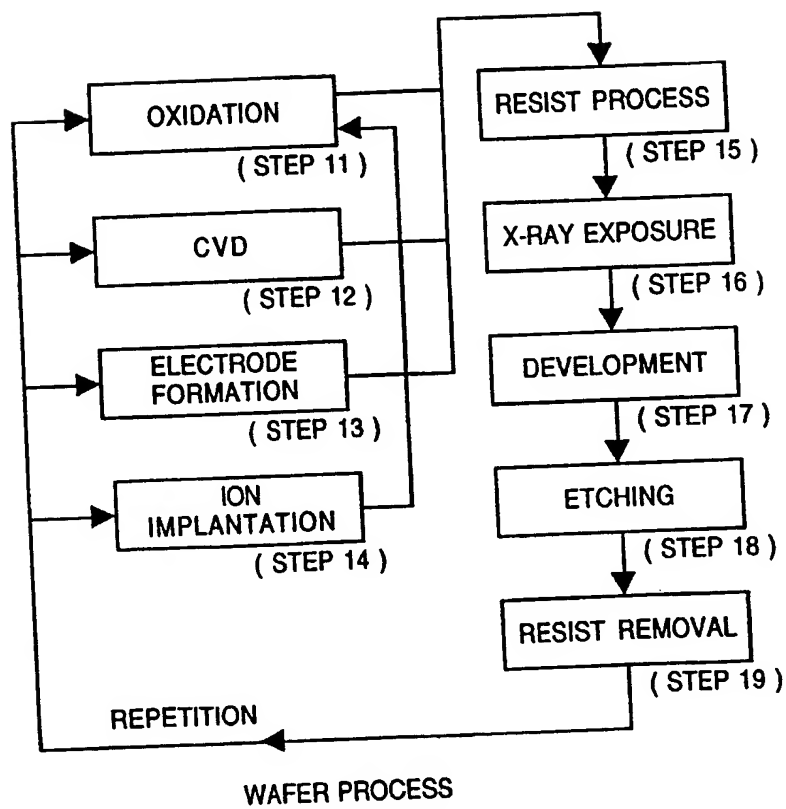 OXIDATION
( STEP 11 )
CVD
( STEP 12 )
ELECTRODE
FORMATION
( STEP 13 )
ION
IMPLANTATION
( STEP 14 )
RESIST PROCESS
( STEP 15 )
X-RAY EXPOSURE
( STEP 16 )
DEVELOPMENT
( STEP 17 )
ETCHING
( STEP 18 )
RESIST REMOVAL
( STEP 19 )
REPETITION
WAFER PROCESS